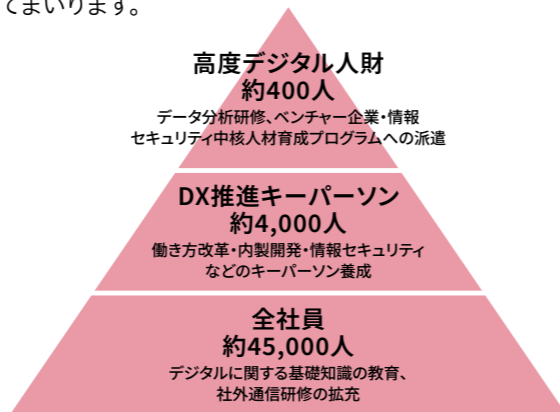 てまいります。
高度デジタル人財
約400人
データ分析研修、ベンチャー企業・情報
セキュリティ中核人材育成プログラムへの派遣
DX推進キーパーソン
約4,000人
働き方改革・内製開発・情報セキュリティ
などのキーパーソン養成
全社員
約45,000人
デジタルに関する基礎知識の教育、
社外通信研修の拡充